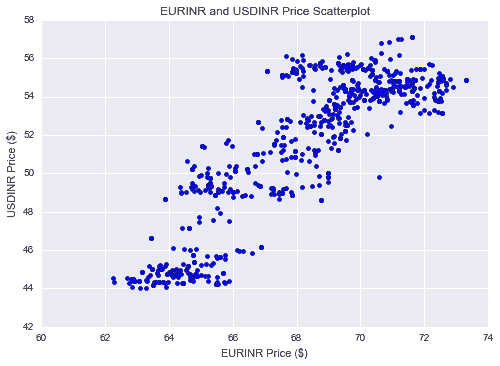 EURINR and USDINR Price Scatterplot
58
56
54
52
50
48
46
44
42
USDINR Price ($)
60 62 64 66 68 70 72 74
EURINR Price ($)